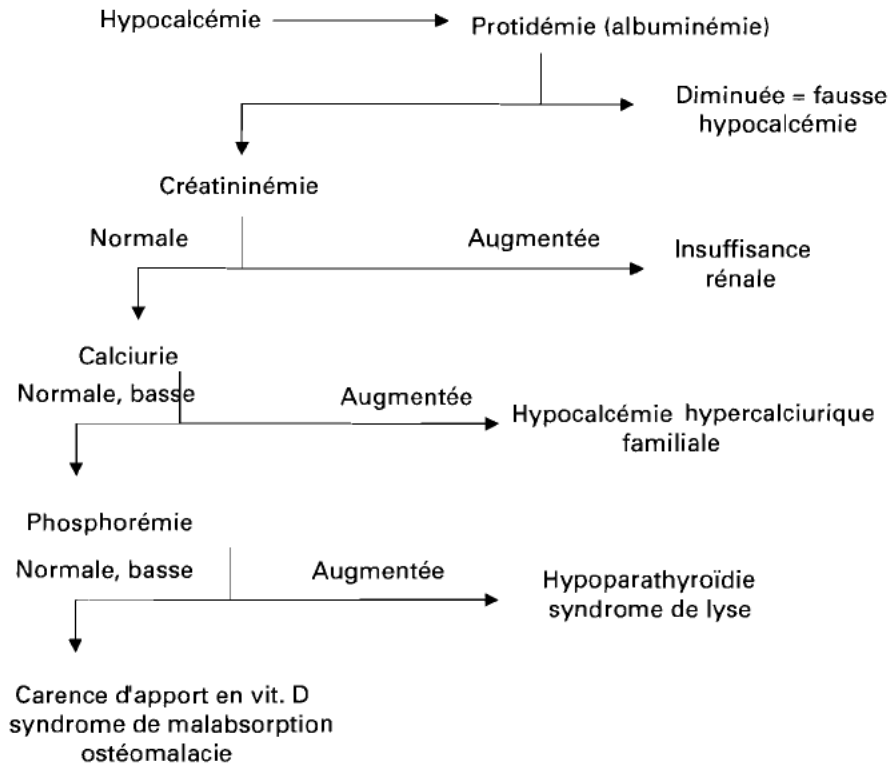 Hypocalcémie
Protidémie (albuminémie)
Diminuée = fausse
hypocalcémie
Créatininémie
Normale
Augmentée
Insuffisance
rénale
Calciurie
Normale, basse
Augmentée
Hypocalcémie hypercalciurique
familiale
Phosphorémie
Normale, basse
Augmentée
Hypoparathyroïdie
syndrome de lyse
Carence d'apport en vit. D
syndrome de malabsorption
ostéomalacie